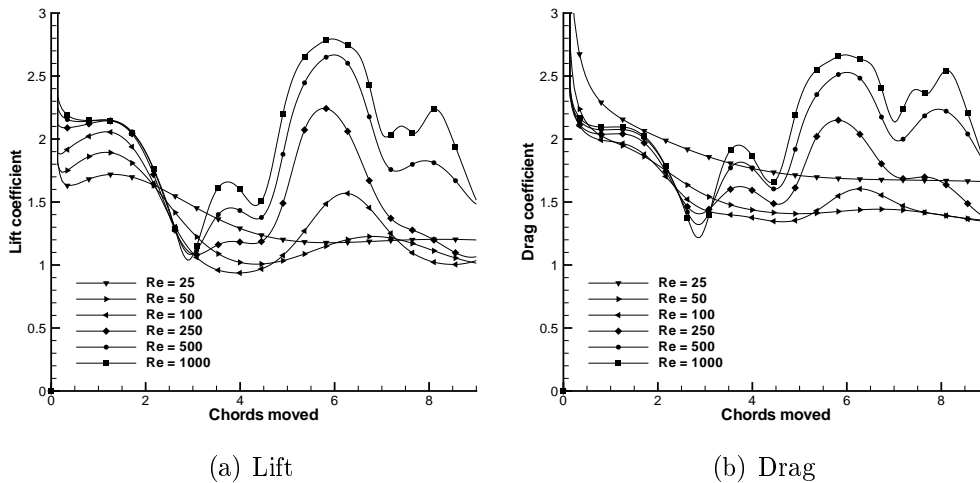 3
2.5
2
1.5
1
0.5
0
0
2
4
6
8
Lift coefficient
Chords moved
Re = 25
Re = 50
Re = 100
Re = 250
Re = 500
Re = 1000
(a) Lift
3
2.5
2
1.5
1
0.5
0
0
2
4
6
8
Drag coefficient
Chords moved
Re = 25
Re = 50
Re = 100
Re = 250
Re = 500
Re = 1000
(b) Drag